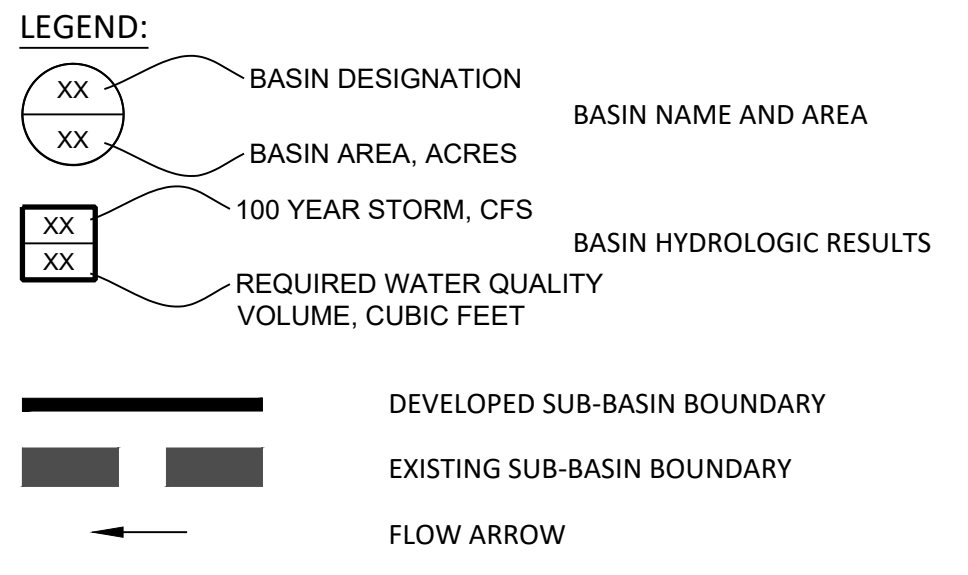 LEGEND:
XX
BASIN DESIGNATION
BASIN NAME AND AREA
XX
BASIN AREA, ACRES
XX
100 YEAR STORM, CFS
BASIN HYDROLOGIC RESULTS
XX
REQUIRED WATER QUALITY
VOLUME, CUBIC FEET
DEVELOPED SUB-BASIN BOUNDARY
EXISTING SUB-BASIN BOUNDARY
FLOW ARROW